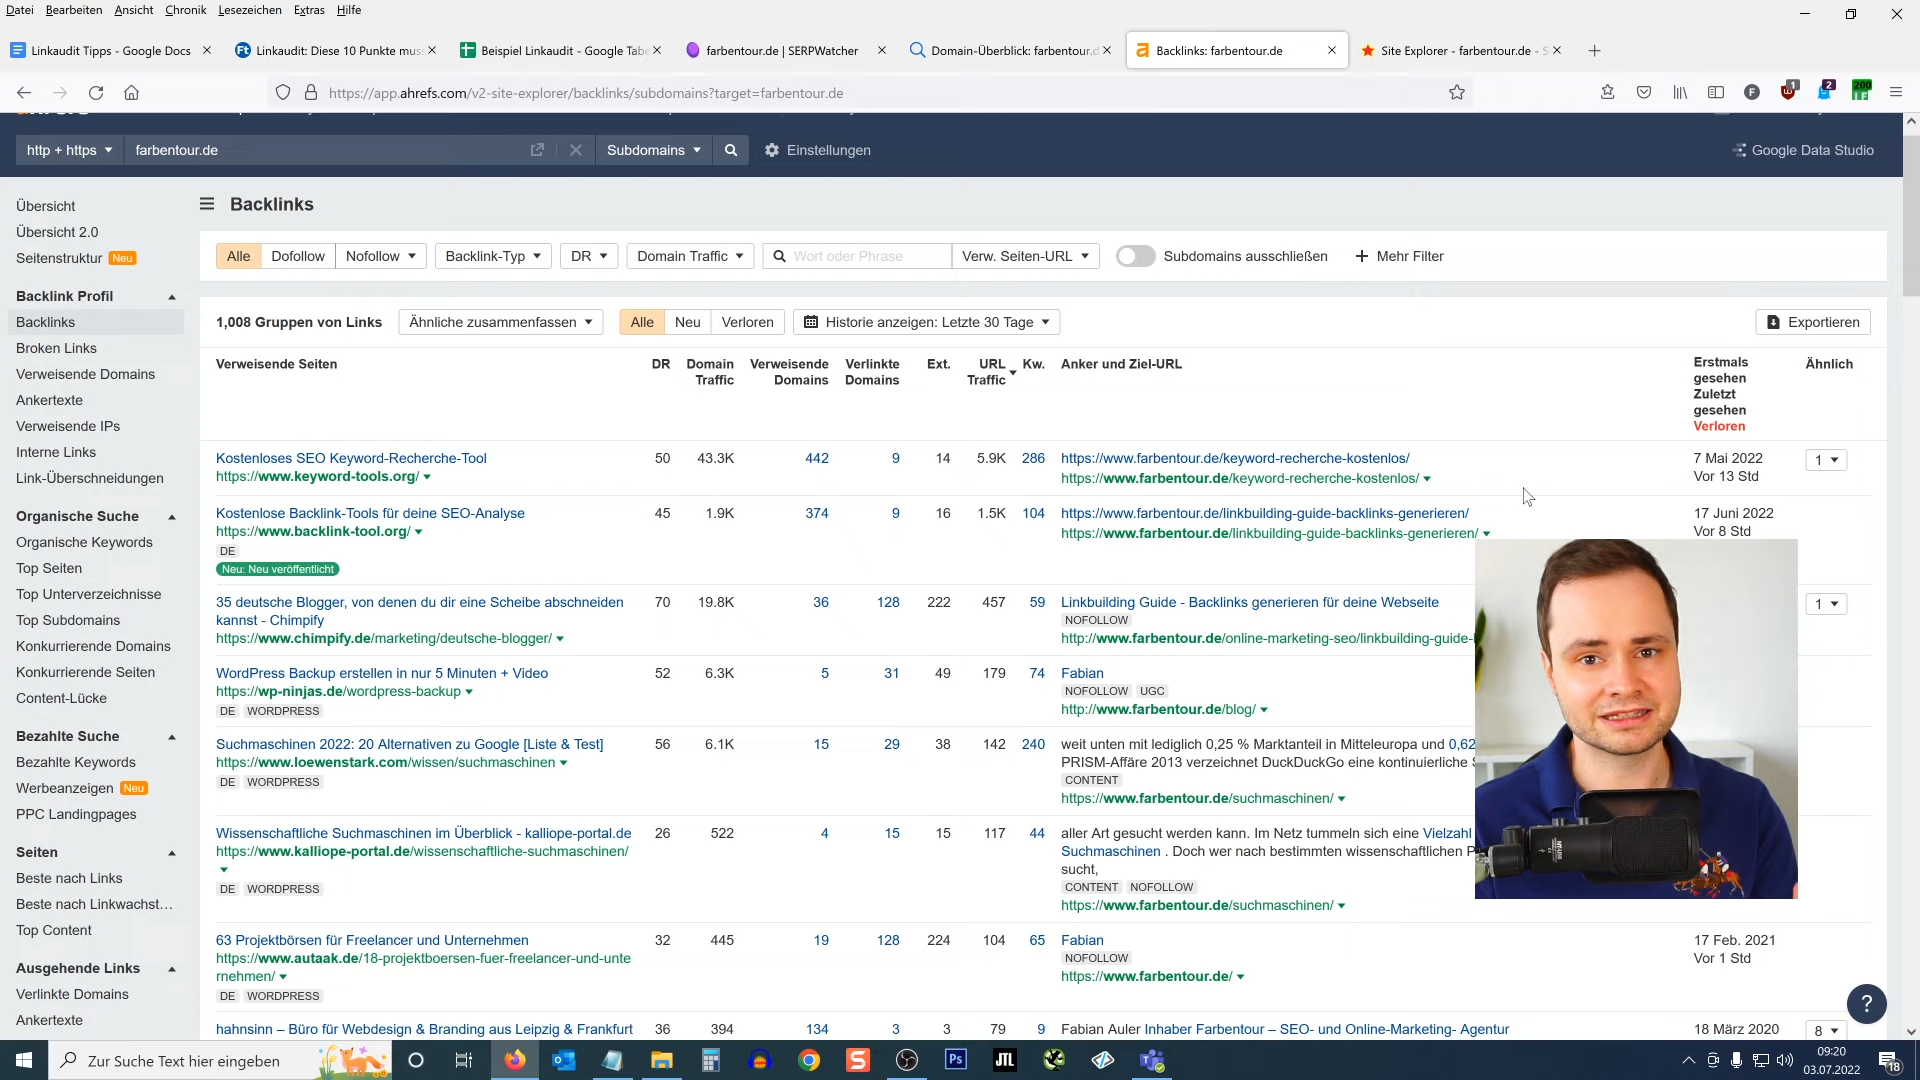 Datei Bearbeiten Ansicht Chronik Lesezeichen Extras Hilfe
Linkaudit Tipps - Google Docs
Linkaudit: Diese 10 Punkte mus
Beispiel Linkaudit - Google Tabe
farbentour.de | SERPWatcher
Domain-Überblick: farbentour.d
Backlinks: farbentour.de
Site Explorer - farbentour.de - S
https://app.ahrefs.com/v2-site-explorer/backlinks/subdomains?target=farbentour.de
1
2
200
http + https farbentour.de Subdomains Einstellungen Google Data Studio
Übersicht
Übersicht 2.0
Seitenstruktur Neu
Backlink Profil
Backlinks
Broken Links
Verweisende Domains
Ankertexte
Verweisende IPs
Interne Links
Link-Überschneidungen
Organische Suche
Organische Keywords
Top Seiten
Top Unterverzeichnisse
Top Subdomains
Konkurrierende Domains
Konkurrierende Seiten
Content-Lücke
Bezahlte Suche
Bezahlte Keywords
Werbeanzeigen Neu
PPC Landingpages
Seiten
Beste nach Links
Beste nach Linkwachst...
Top Content
Ausgehende Links
Verlinkte Domains
Ankertexte
Backlinks
Alle Dofollow Nofollow Backlink-Typ DR Domain Traffic Wort oder Phrase Verw. Seiten-URL Subdomains ausschließen + Mehr Filter
1,008 Gruppen von Links Ähnliche zusammenfassen Alle Neu Verloren Historie anzeigen: Letzte 30 Tage Exportieren
Verweisende Seiten DR Domain Traffic Verweisende Domains Verlinkte Domains Ext. URL Traffic Kw. Anker und Ziel-URL Erstmals gesehen Zuletzt gesehen Verloren Ähnlich
Kostenloses SEO Keyword-Recherche-Tool 50 43.3K 442 9 14 5.9K 286 https://www.farbentour.de/keyword-recherche-kostenlos/ 7 Mai 2022 1
https://www.keyword-tools.org/ https://www.farbentour.de/keyword-recherche-kostenlos/ Vor 13 Std
Kostenlose Backlink-Tools für deine SEO-Analyse 45 1.9K 374 9 16 1.5K 104 https://www.farbentour.de/linkbuilding-guide-backlinks-generieren/ 17 Juni 2022
https://www.backlink-tool.org/ https://www.farbentour.de/linkbuilding-guide-backlinks-generieren/ Vor 8 Std
DE
Neu: Neu veröffentlicht
35 deutsche Blogger, von denen du dir eine Scheibe abschneiden 70 19.8K 36 128 222 457 59 Linkbuilding Guide - Backlinks generieren für deine Webseite 1
kannst - Chimpify NOFOLLOW
https://www.chimpify.de/marketing/deutsche-blogger/ http://www.farbentour.de/online-marketing-seo/linkbuilding-guide-
WordPress Backup erstellen in nur 5 Minuten + Video 52 6.3K 5 31 49 179 74 Fabian
https://wp-ninjas.de/wordpress-backup NOFOLLOW UGC
DE WORDPRESS http://www.farbentour.de/blog/
Suchmaschinen 2022: 20 Alternativen zu Google [Liste & Test] 56 6.1K 15 29 38 142 240 weit unten mit lediglich 0,25 % Marktanteil in Mitteleuropa und 0,62
https://www.loewenstark.com/wissen/suchmaschinen PRISM-Affäre 2013 verzeichnet DuckDuckGo eine kontinuierliche
DE WORDPRESS CONTENT
https://www.farbentour.de/suchmaschinen/
Wissenschaftliche Suchmaschinen im Überblick - kalliope-portal.de 26 522 4 15 15 117 44 aller Art gesucht werden kann. Im Netz tummeln sich eine Vielzahl
https://www.kalliope-portal.de/wissenschaftliche-suchmaschinen/ Suchmaschinen . Doch wer nach bestimmten wissenschaftlichen
sucht,
DE WORDPRESS CONTENT NOFOLLOW
https://www.farbentour.de/suchmaschinen/
63 Projektbörsen für Freelancer und Unternehmen 32 445 19 128 224 104 65 Fabian 17 Feb. 2021
https://www.autaak.de/18-projektboersen-fuer-freelancer-und-unte NOFOLLOW Vor 1 Std
rnehmen/ https://www.farbentour.de/
DE WORDPRESS
hahnsinn – Büro für Webdesign & Branding aus Leipzig & Frankfurt 36 394 134 3 3 79 9 Fabian Auler Inhaber Farbentour – SEO- und Online-Marketing- Agentur 18 März 2020 8
?
Zur Suche Text hier eingeben
Ps
JTL
09:20
03.07.2022
18